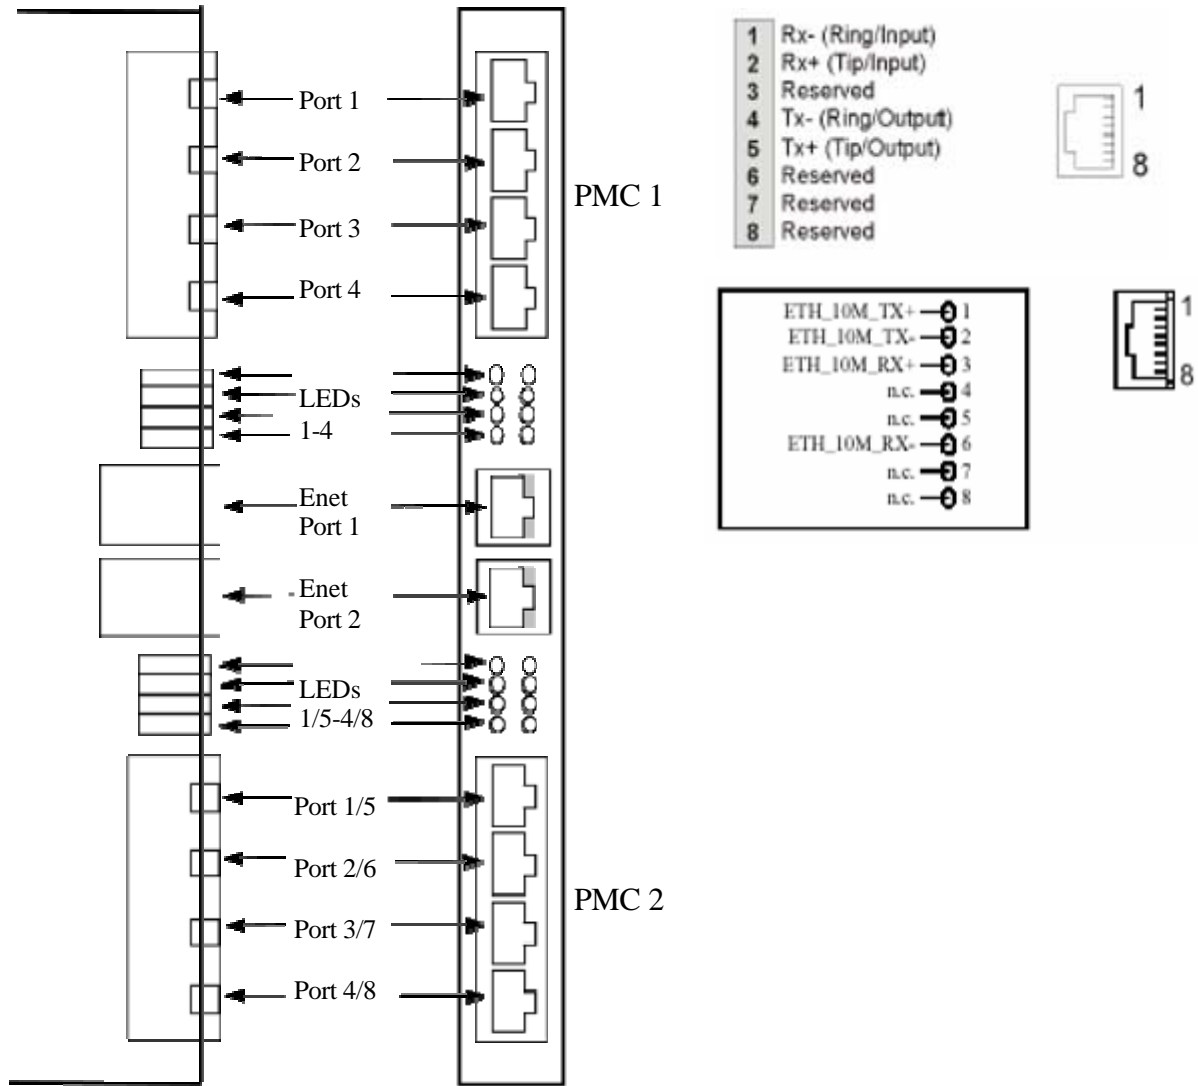 Port 1
Port 2
Port 3
Port 4
LEDs
1-4
Enet
Port 1
Enet
Port 2
LEDs
1/5-4/8
Port 1/5
Port 2/6
Port 3/7
Port 4/8
PMC 1
PMC 2
1 Rx- (Ring/Input)
2 Rx+ (Tip/Input)
3 Reserved
4 Tx- (Ring/Output)
5 Tx+ (Tip/Output)
6 Reserved
7 Reserved
8 Reserved
1
8
ETH_10M_TX+ 1
ETH_10M_TX- 2
ETH_10M_RX+ 3
n.c. 4
n.c. 5
ETH_10M_RX- 6
n.c. 7
n.c. 8
1
8